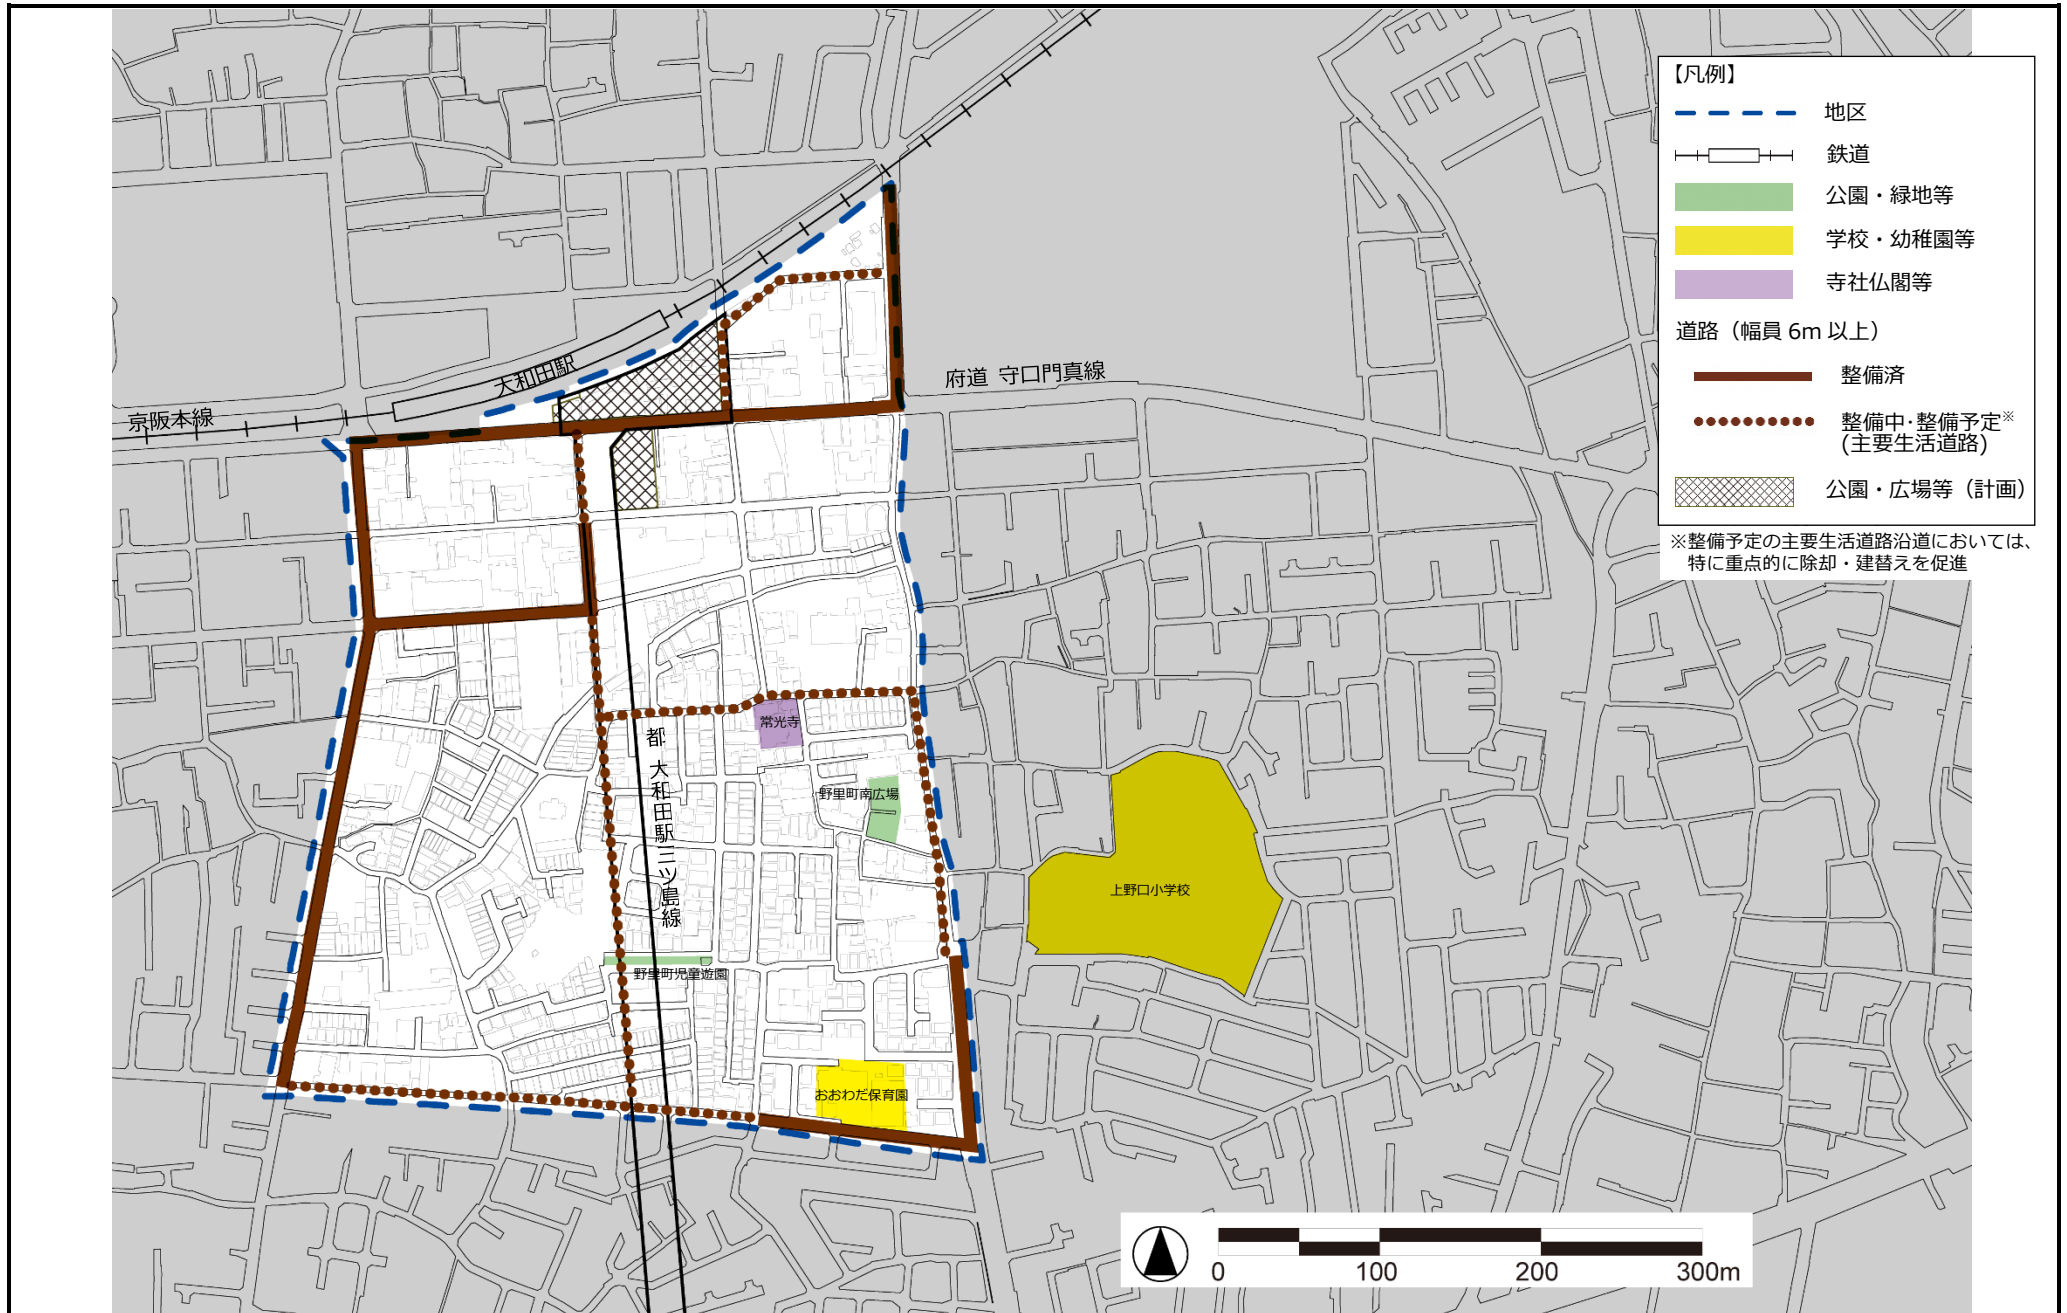 【凡例】
地区
鉄道
公園・緑地等
学校・幼稚園等
寺社仏閣等
道路（幅員 6m 以上）
整備済
整備中･整備予定※
(主要生活道路)
公園・広場等（計画）
※整備予定の主要生活道路沿道においては、
特に重点的に除却・建替えを促進
大和田駅
京阪本線
府道 守口門真線
常光寺
都 大和田駅三ツ島線
野里町南広場
上野口小学校
野里町児童遊園
おおわだ保育園
0 100 200 300m